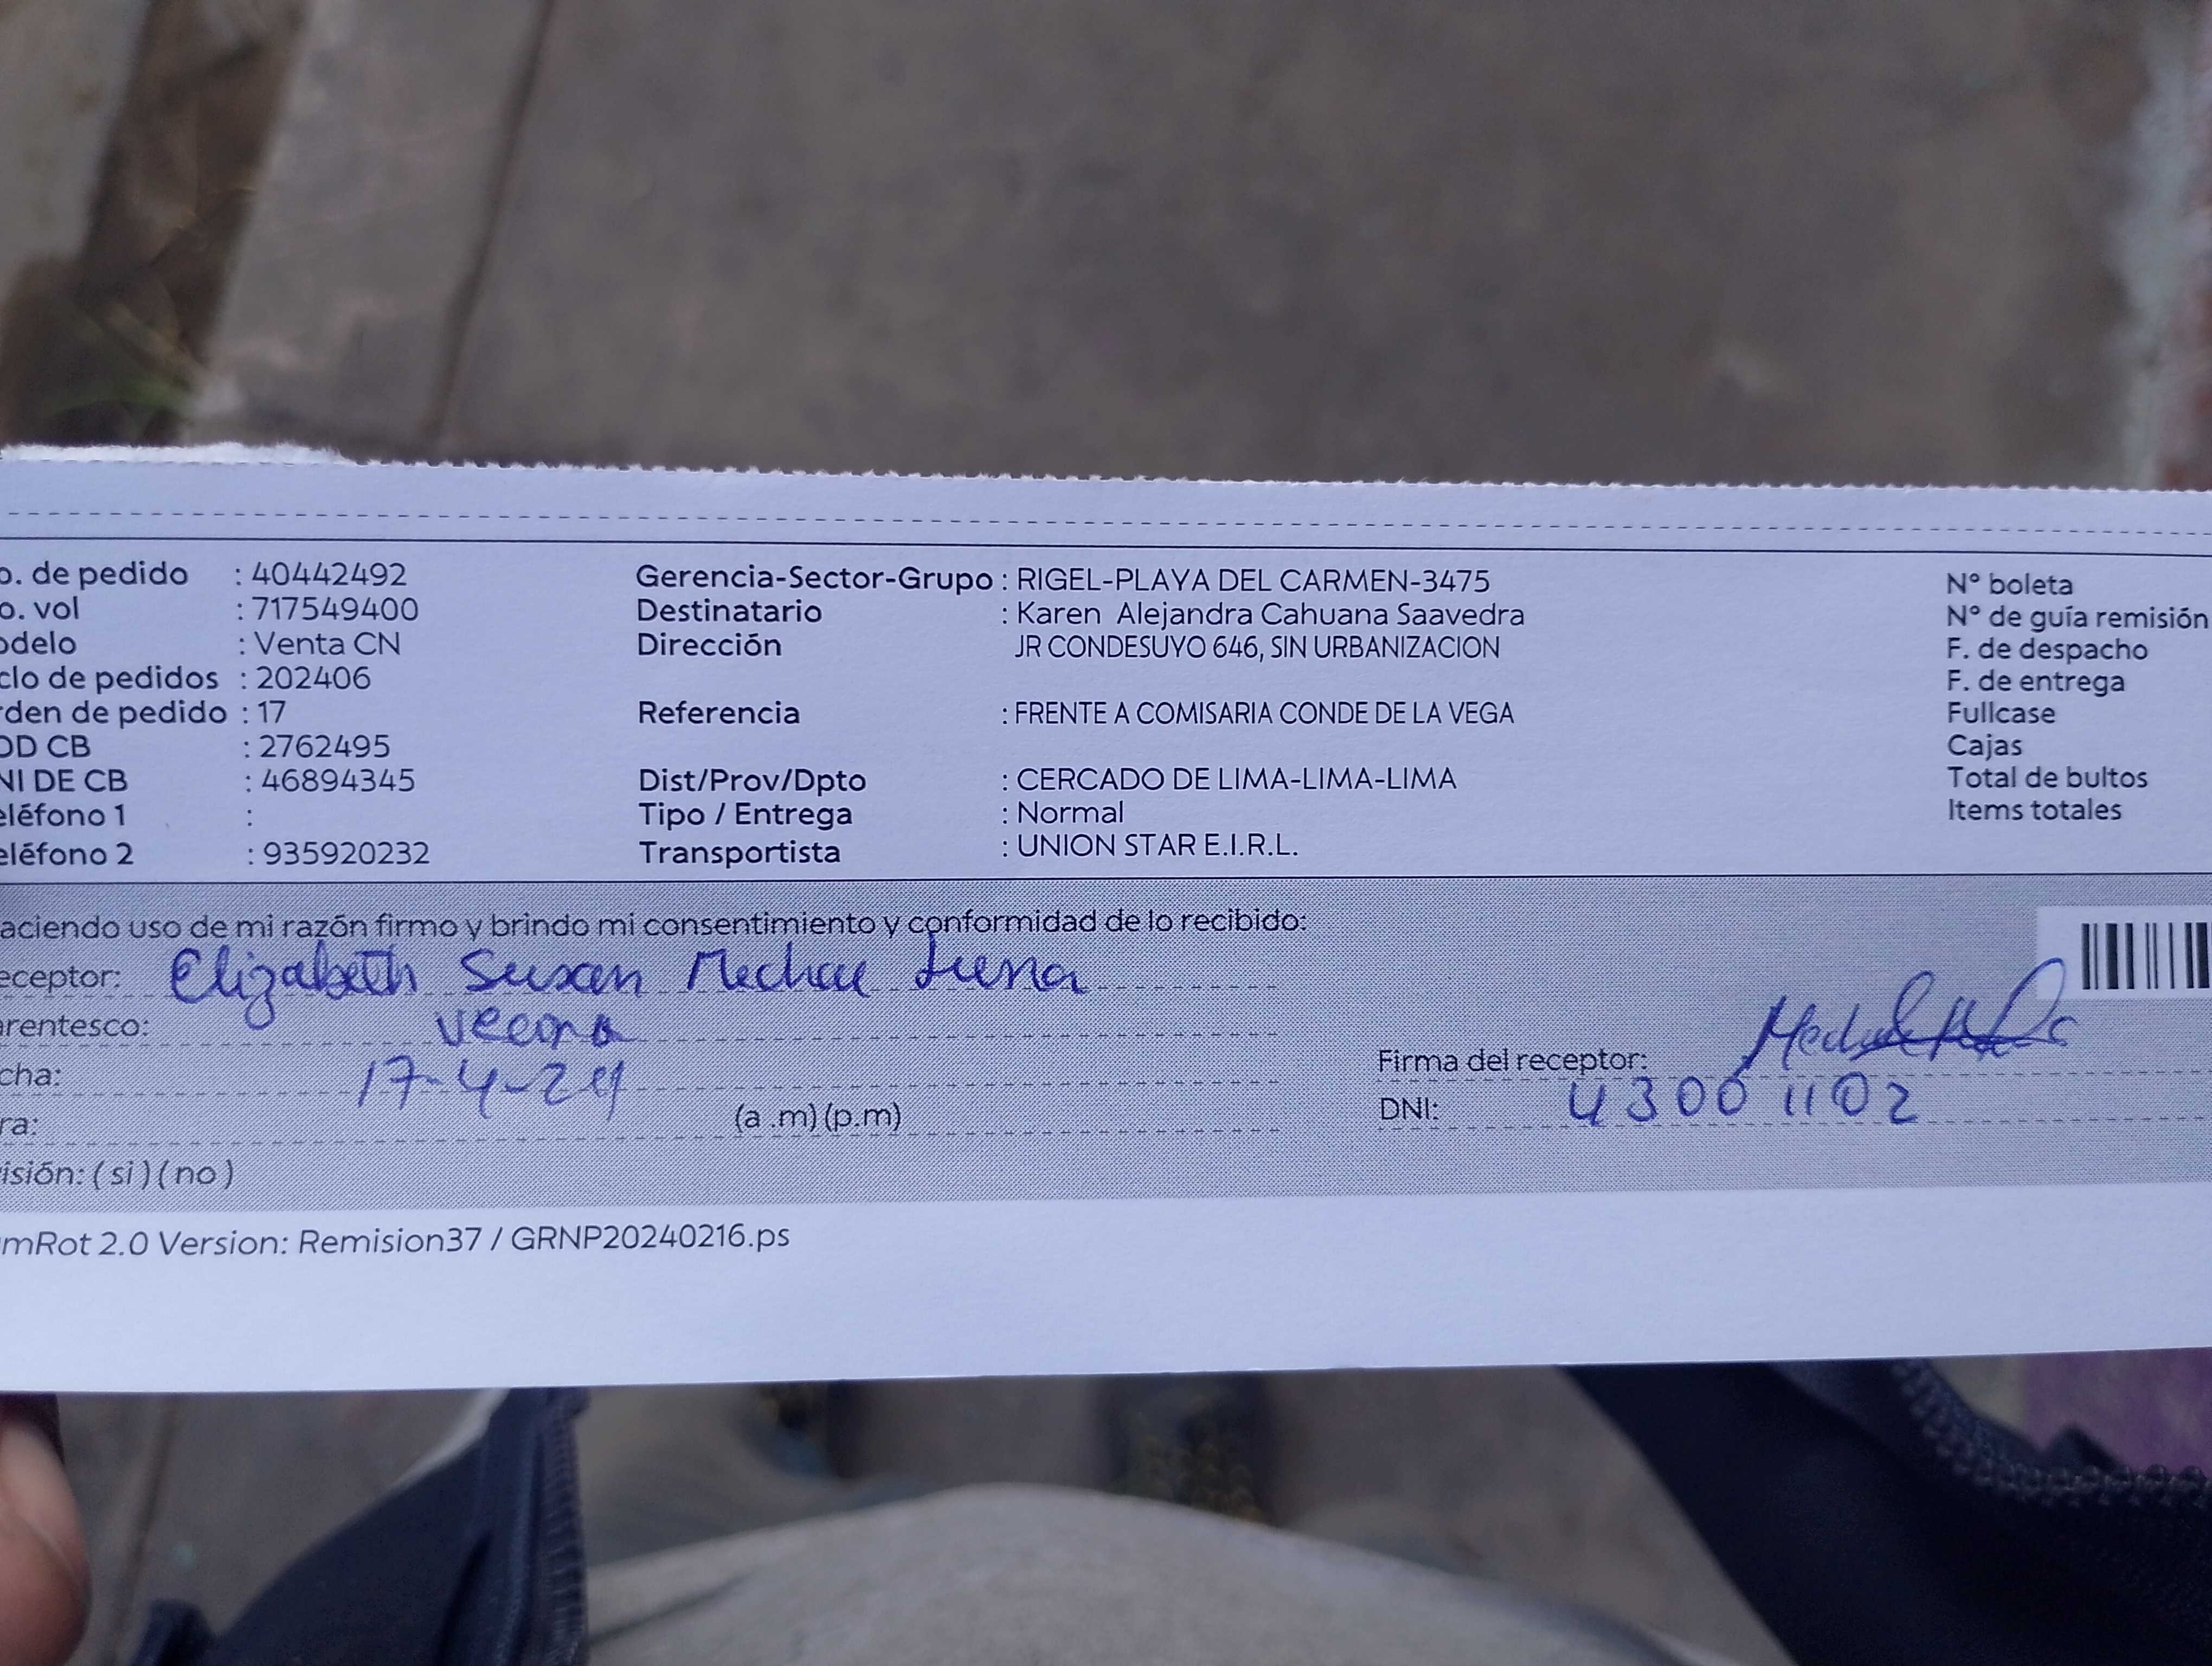 o. de pedido : 40442492
o. vol : 717549400
odelo : Venta CN
clo de pedidos : 202406
rden de pedido : 17
OD CB : 2762495
NI DE CB : 46894345
eléfono 1 :
eléfono 2 : 935920232
Gerencia-Sector-Grupo : RIGEL-PLAYA DEL CARMEN-3475
Destinatario : Karen Alejandra Cahuana Saavedra
Dirección JR CONDESUYO 646, SIN URBANIZACION
Referencia : FRENTE A COMISARIA CONDE DE LA VEGA
Dist/Prov/Dpto : CERCADO DE LIMA-LIMA-LIMA
Tipo / Entrega : Normal
Transportista : UNION STAR E.I.R.L.
N° boleta
N° de guía remisión
F. de despacho
F. de entrega
Fullcase
Cajas
Total de bultos
Items totales
aciendo uso de mi razón firmo y brindo mi consentimiento y conformidad de lo recibido:
eceptor: Elizabeth Susan
arentesco: vecina
cha: 17-4-24
ra: (a .m) (p.m)
Firma del receptor:
DNI: 43001102
isión: ( si ) ( no )
mRot 2.0 Version: Remision37 / GRNP20240216.ps